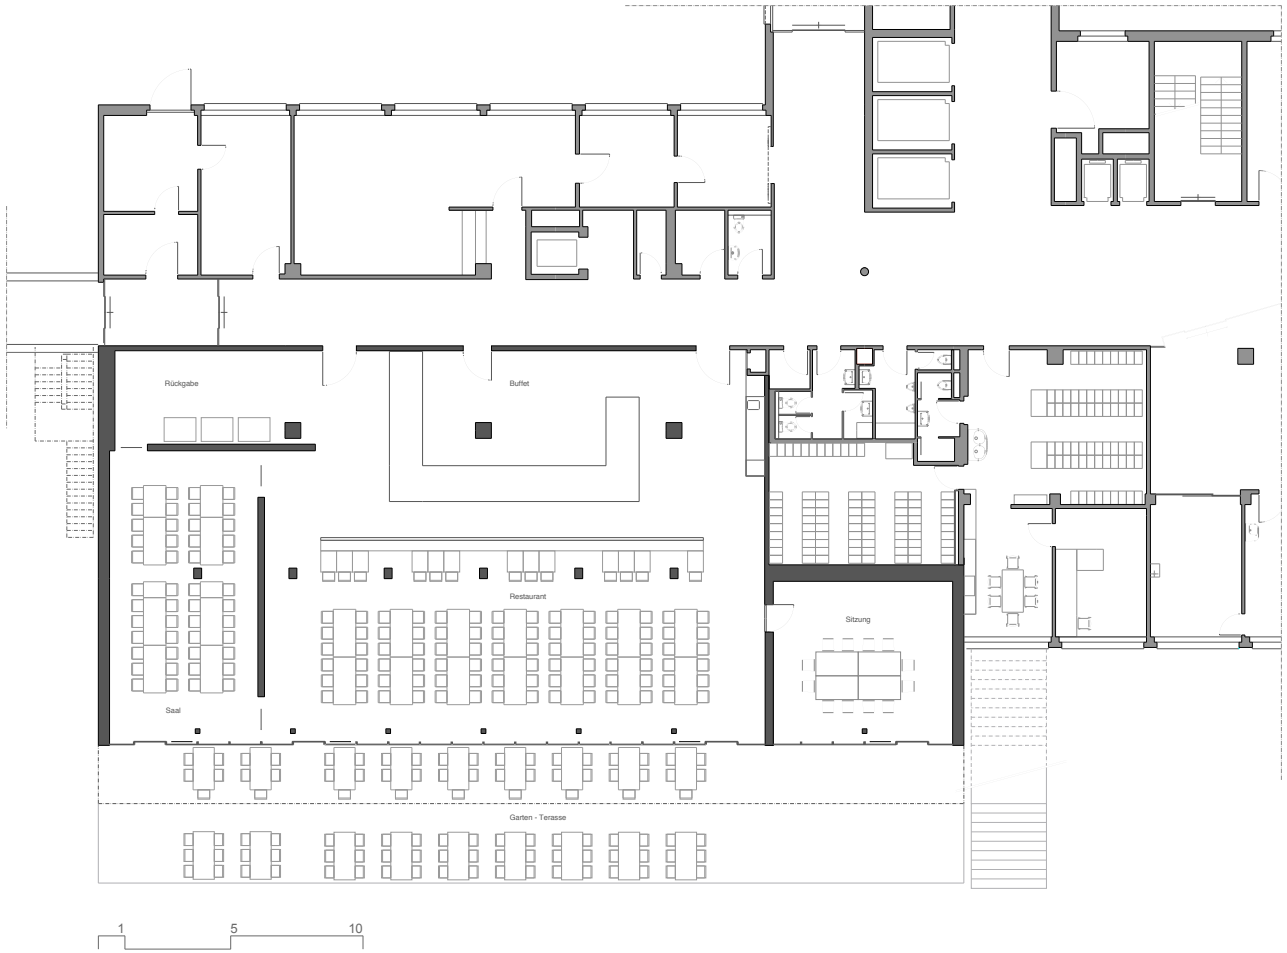 Rückgabe
Buffet
Restaurant
Sitzung
Saal
Garten - Terasse
1 5 10